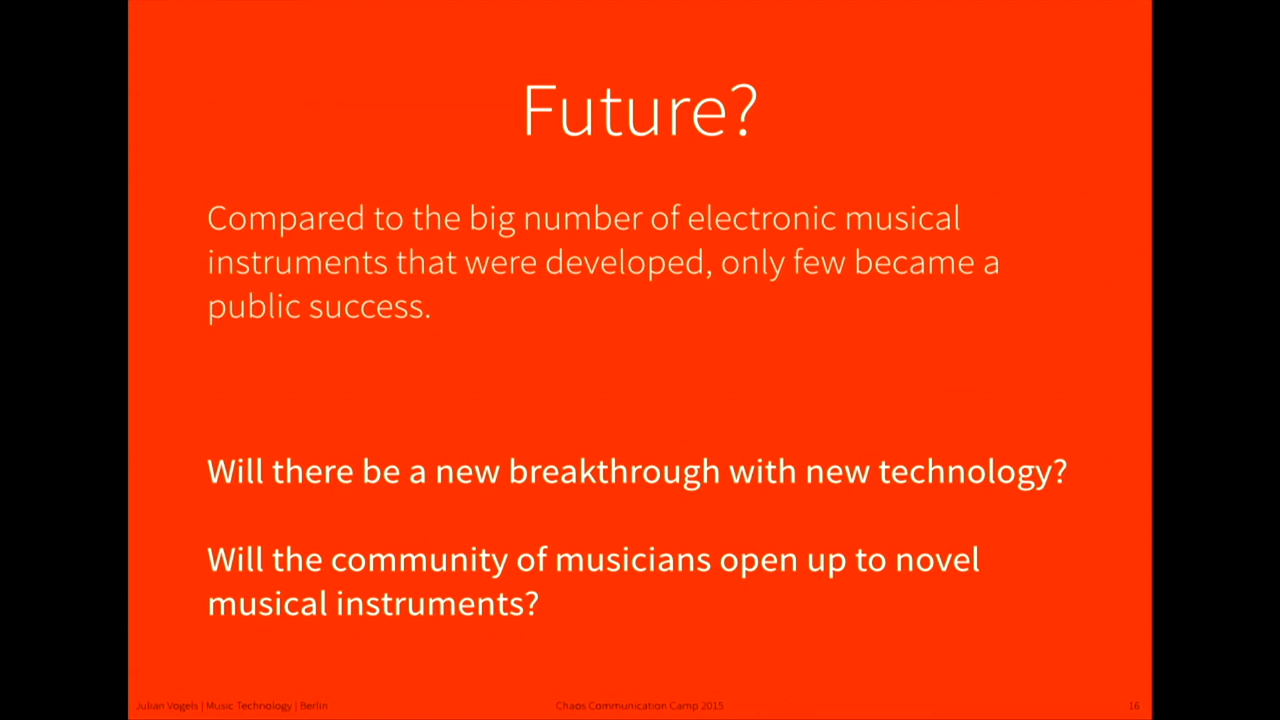 Future?
Compared to the big number of electronic musical
instruments that were developed, only few became a
public success.
Will there be a new breakthrough with new technology?
Will the community of musicians open up to novel
musical instruments?
Julian Vogels | Music Technology | Berlin
Chaos Communication Camp 2015
16